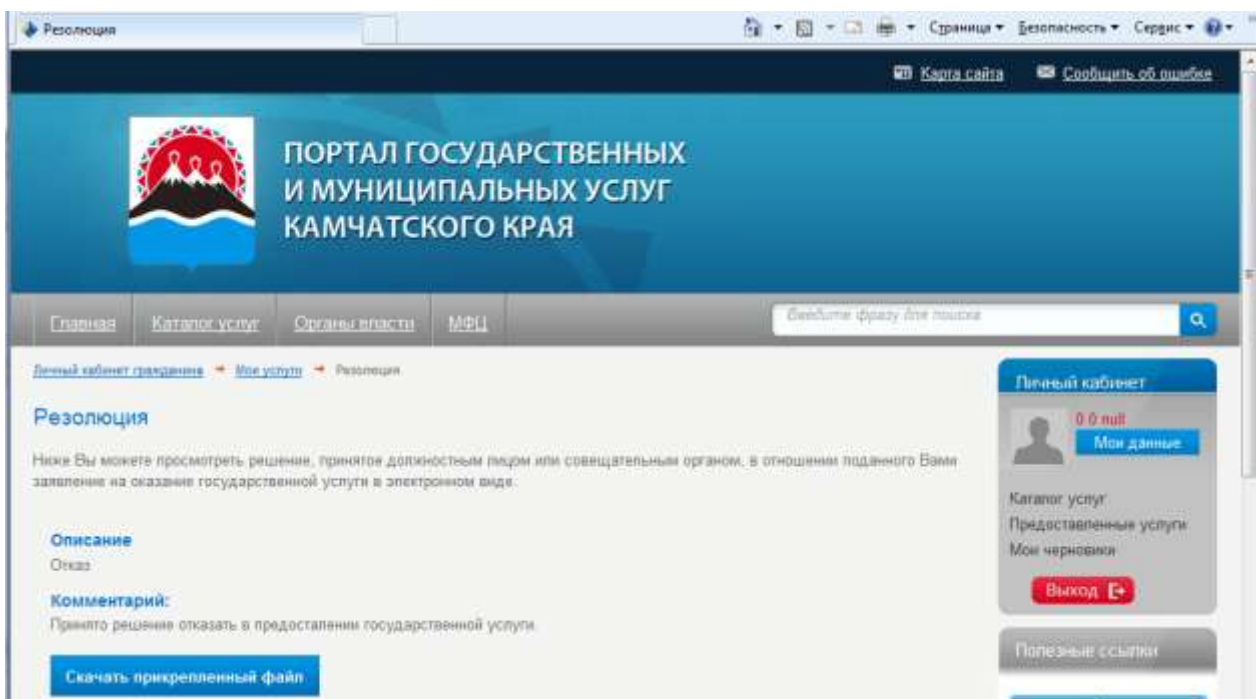 Резолюция
Страница
Безопасность
Сервис
Карта сайта
Сообщить об ошибке
ПОРТАЛ ГОСУДАРСТВЕННЫХ
И МУНИЦИПАЛЬНЫХ УСЛУГ
КАМЧАТСКОГО КРАЯ
Главная
Каталог услуг
Органы власти
МФЦ
Введите фразу для поиска
Личный кабинет гражданина
Мои услуги
Резолюция
Резолюция
Ниже Вы можете просмотреть решение, принятое должностным лицом или совещательным органом, в отношении поданного Вами
заявление на оказание государственной услуги в электронном виде.
Описание
Отказ
Комментарий:
Принято решение отказать в предосталении государственной услуги.
Скачать прикрепленный файл
Личный кабинет
0 0 null
Мои данные
Каталог услуг
Предоставленные услуги
Мои черновики
Выход
Полезные ссылки